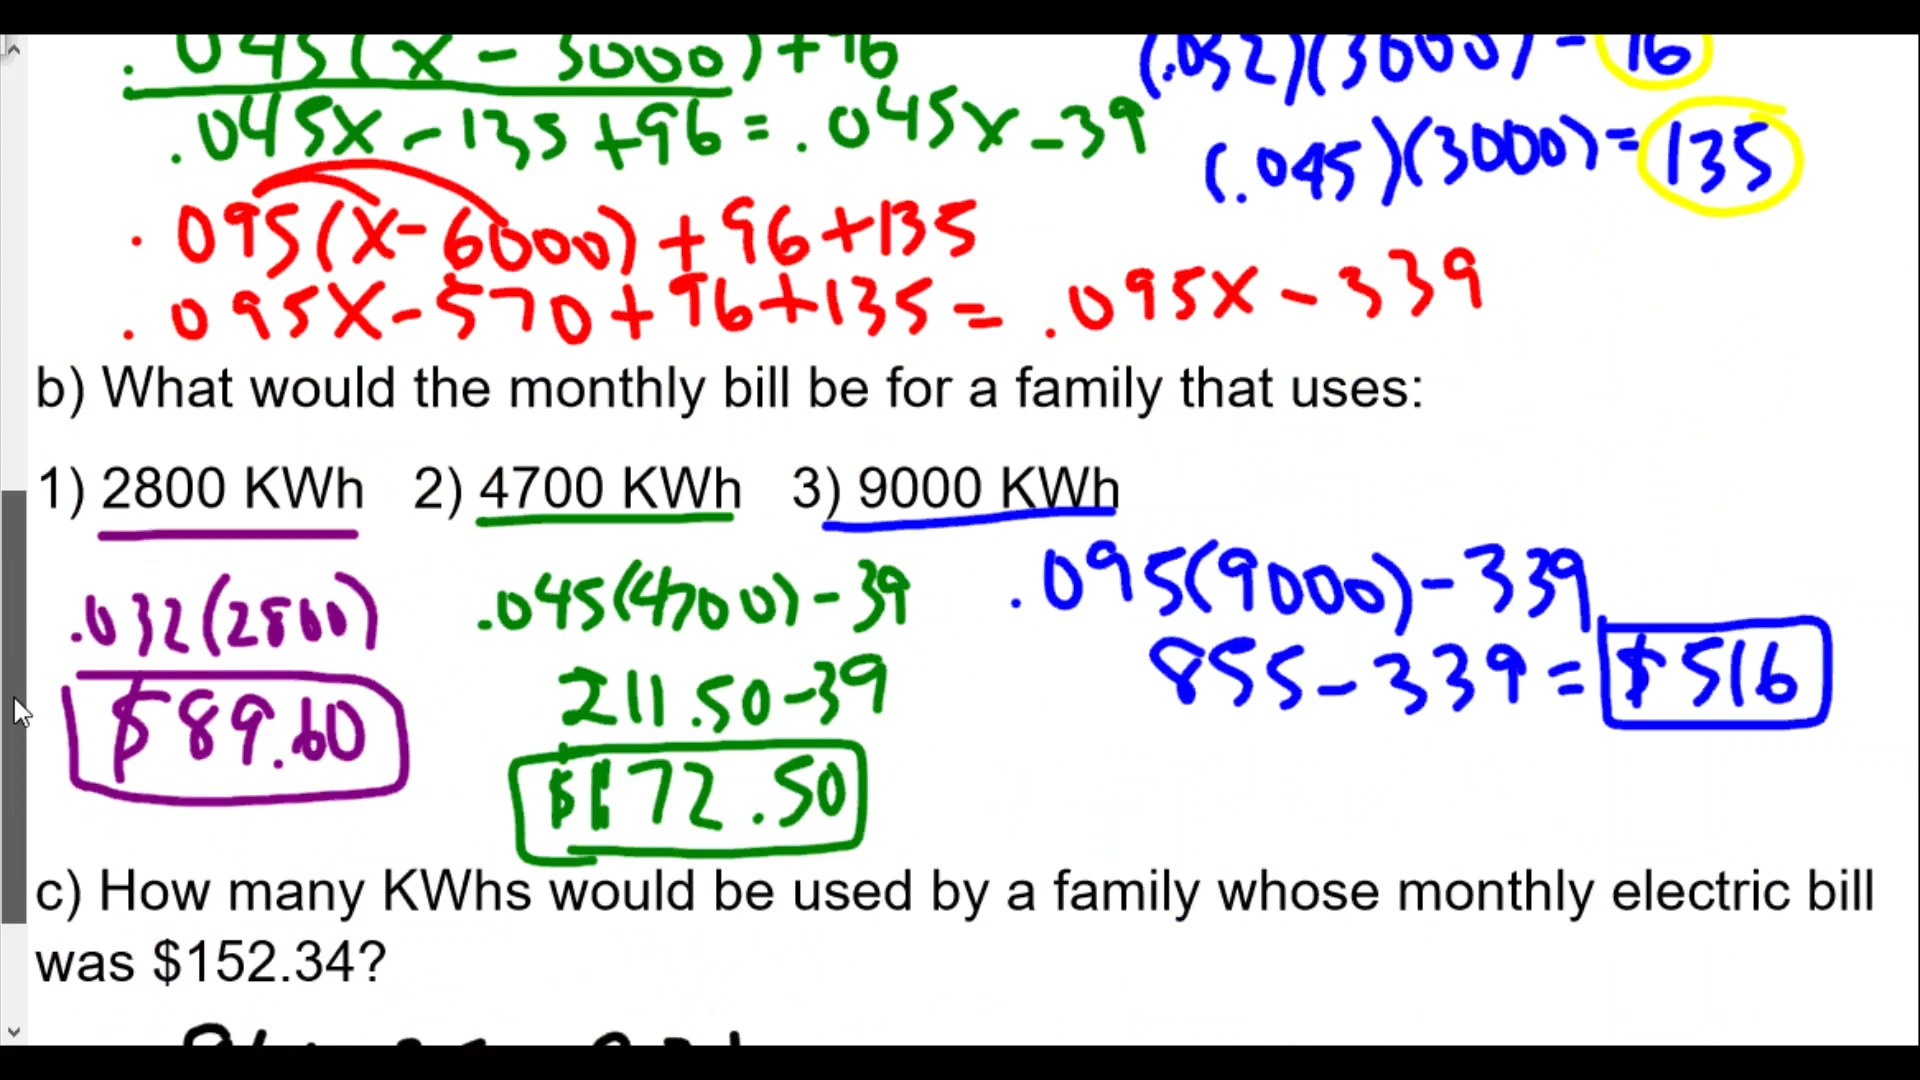 .045(x - 3000) + 96
(.032)(3000) = 96
.045x - 135 + 96 = .045x - 39
(.045)(3000) = 135
.095(x - 6000) + 96 + 135
.095x - 570 + 96 + 135 = .095x - 339
b) What would the monthly bill be for a family that uses:
1) 2800 KWh 2) 4700 KWh 3) 9000 KWh
.032(2800)
.045(4700) - 39
.095(9000) - 339
$89.60
211.50 - 39
855 - 339 = $516
$172.50
c) How many KWhs would be used by a family whose monthly electric bill
was $152.34?